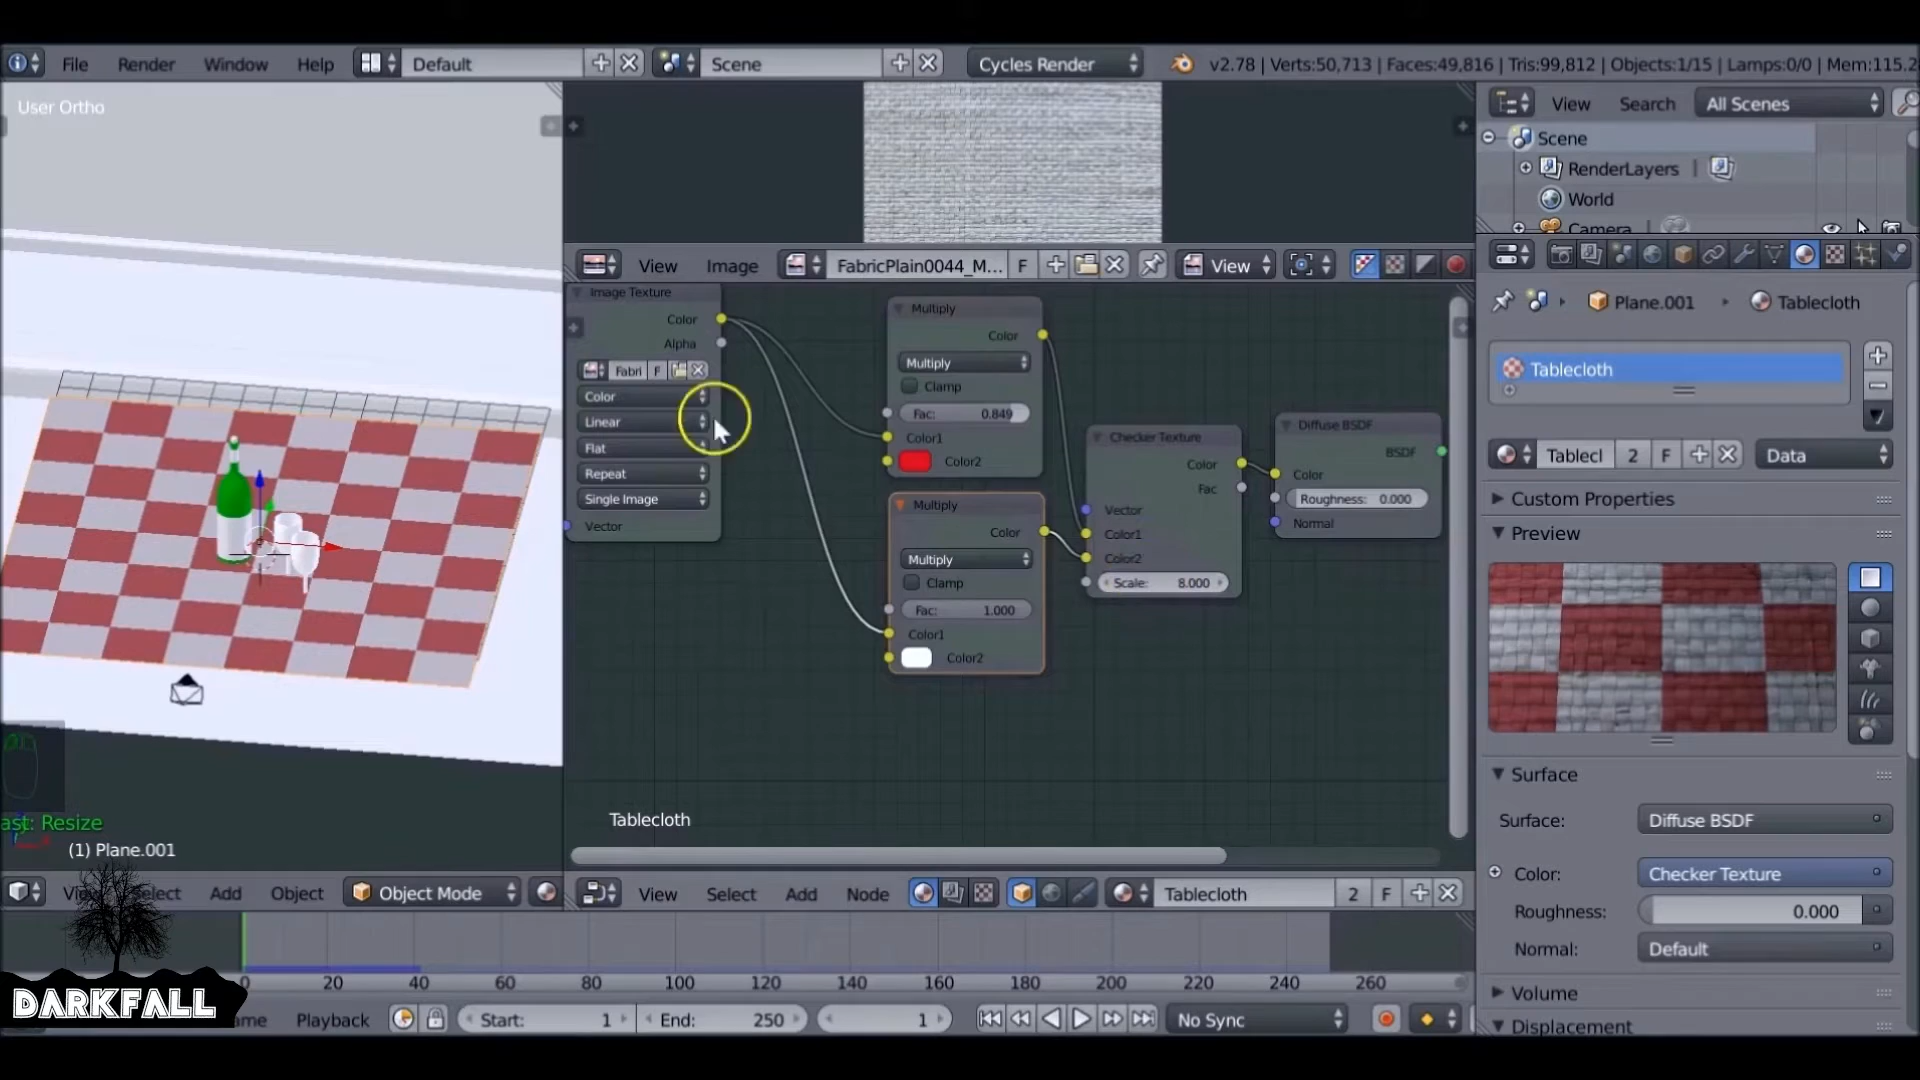 File Render Window Help Default Scene Cycles Render v2.78 | Verts:50,713 | Faces:49,816 | Tris:99,812 | Objects:1/15 | Lamps:0/0 | Mem:115.2
User Ortho
View Search All Scenes
Scene
RenderLayers |
World
Camera
View Image FabricPlain0044_M... F View
Image Texture
Color
Alpha
Fabri F
Color
Linear
Flat
Repeat
Single Image
Vector
Multiply
Color
Multiply
Clamp
Fac: 0.849
Color1
Color2
Multiply
Color
Multiply
Clamp
Fac: 1.000
Color1
Color2
Checker Texture
Color
Fac
Vector
Color1
Color2
Scale: 8.000
Diffuse BSDF
BSDF
Color
Roughness: 0.000
Normal
Tablecloth
Plane.001 Tablecloth
Tablecloth
Tablecl 2 F Data
Custom Properties
Preview
Surface
Surface: Diffuse BSDF
Color: Checker Texture
Roughness: 0.000
Normal: Default
Volume
Displacement
ast: Resize
(1) Plane.001
Select Add Object Object Mode
View Select Add Node Tablecloth 2 F
0 20 40 60 80 100 120 140 160 180 200 220 240 260
DARKFALL
ame Playback Start: 1 End: 250 1 No Sync